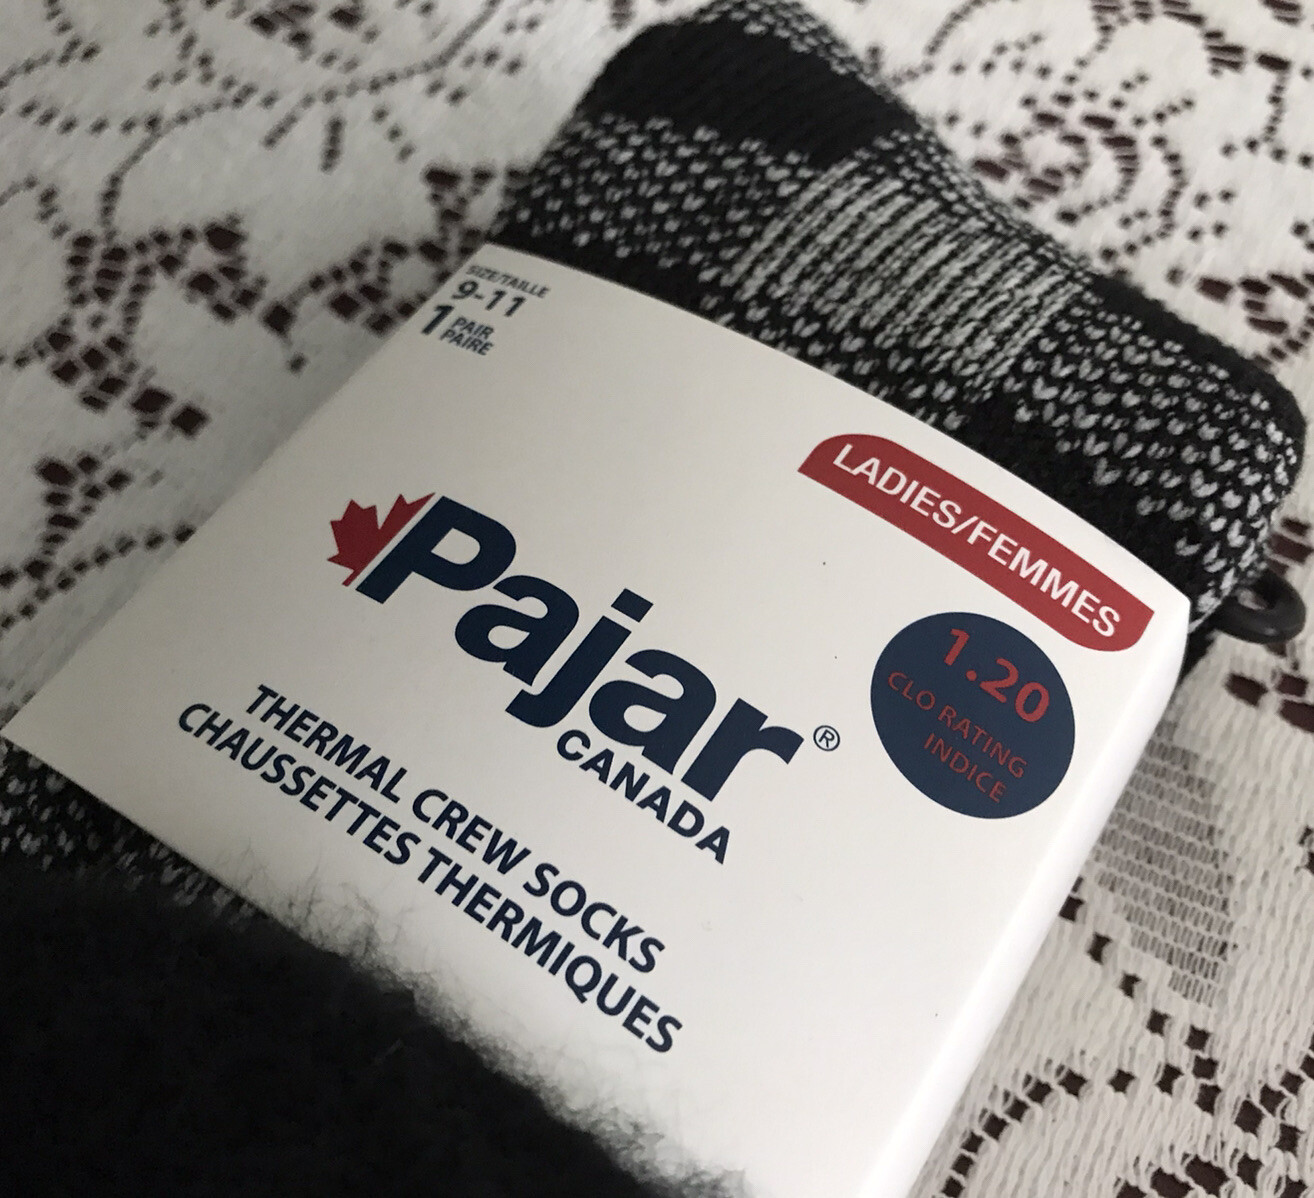 SIZE/TAILLE
9-11
1 PAIR
PAIRE
LADIES/FEMMES
1.20
CLO RATING
INDICE
Pajar®
CANADA
THERMAL CREW SOCKS
CHAUSSETTES THERMIQUES